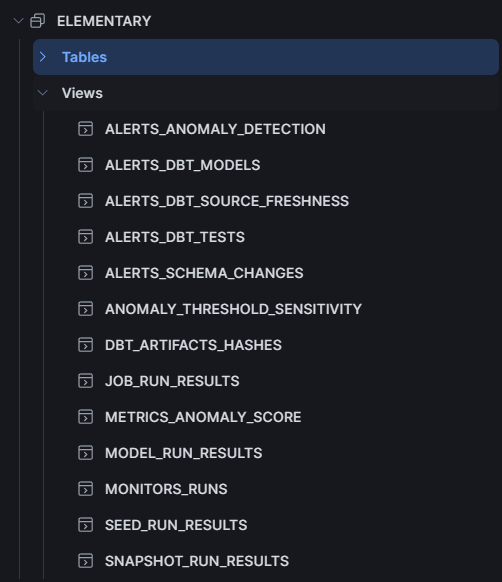 ELEMENTARY
Tables
Views
ALERTS_ANOMALY_DETECTION
ALERTS_DBT_MODELS
ALERTS_DBT_SOURCE_FRESHNESS
ALERTS_DBT_TESTS
ALERTS_SCHEMA_CHANGES
ANOMALY_THRESHOLD_SENSITIVITY
DBT_ARTIFACTS_HASHES
JOB_RUN_RESULTS
METRICS_ANOMALY_SCORE
MODEL_RUN_RESULTS
MONITORS_RUNS
SEED_RUN_RESULTS
SNAPSHOT_RUN_RESULTS